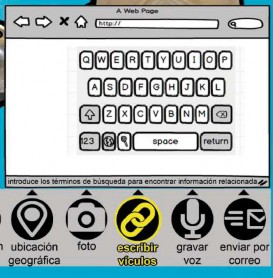 A Web Page
http://
Q W E R T Y U I O P
A S D F G H J K L
Z X C V B N M
123 space return
introduce los términos de búsqueda para encontrar información relacionada
n ubicación geográfica
foto
escribir vículos
gravar voz
enviar por correo